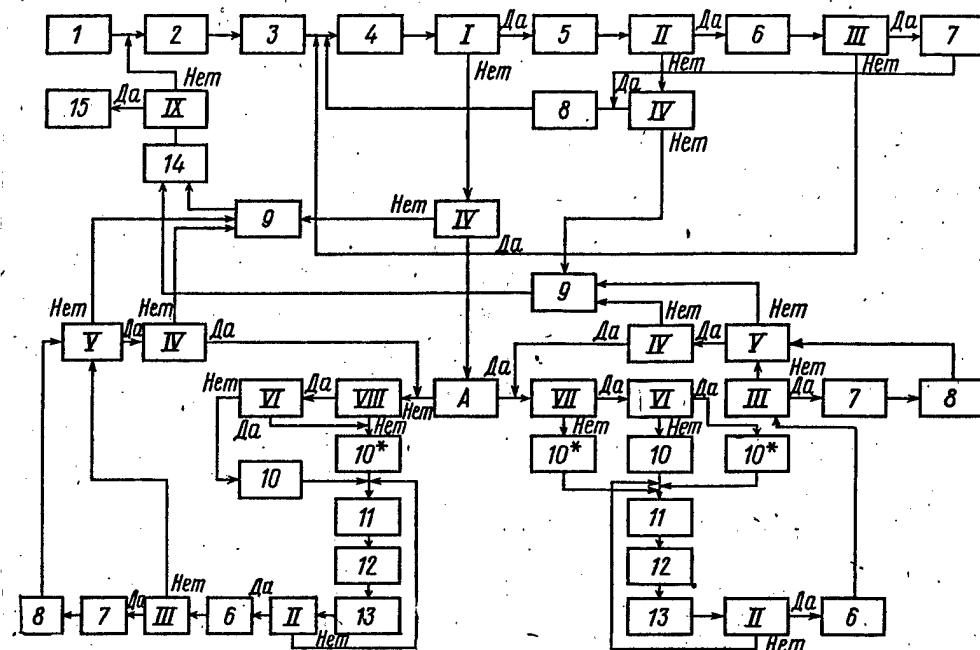 1 2 3 4 I Да 5 II Да 6 III Да 7
Нет Нет Нет
Нет Да
15 Да IX 8 IV
14 Нет
9 Нет IV
Да
9
Нет Нет Нет Нет
V Да IV Да Да IV Да V
Нет Да Да Нет
VI VIII Нет A VII Да VI Да III Да 7 8
Да Нет Нет Нет
10* 10* 10 10*
10
11 11
12 12
Нет Да Да
8 7 Да III 6 II 13 13 II Да 6
Нет Нет